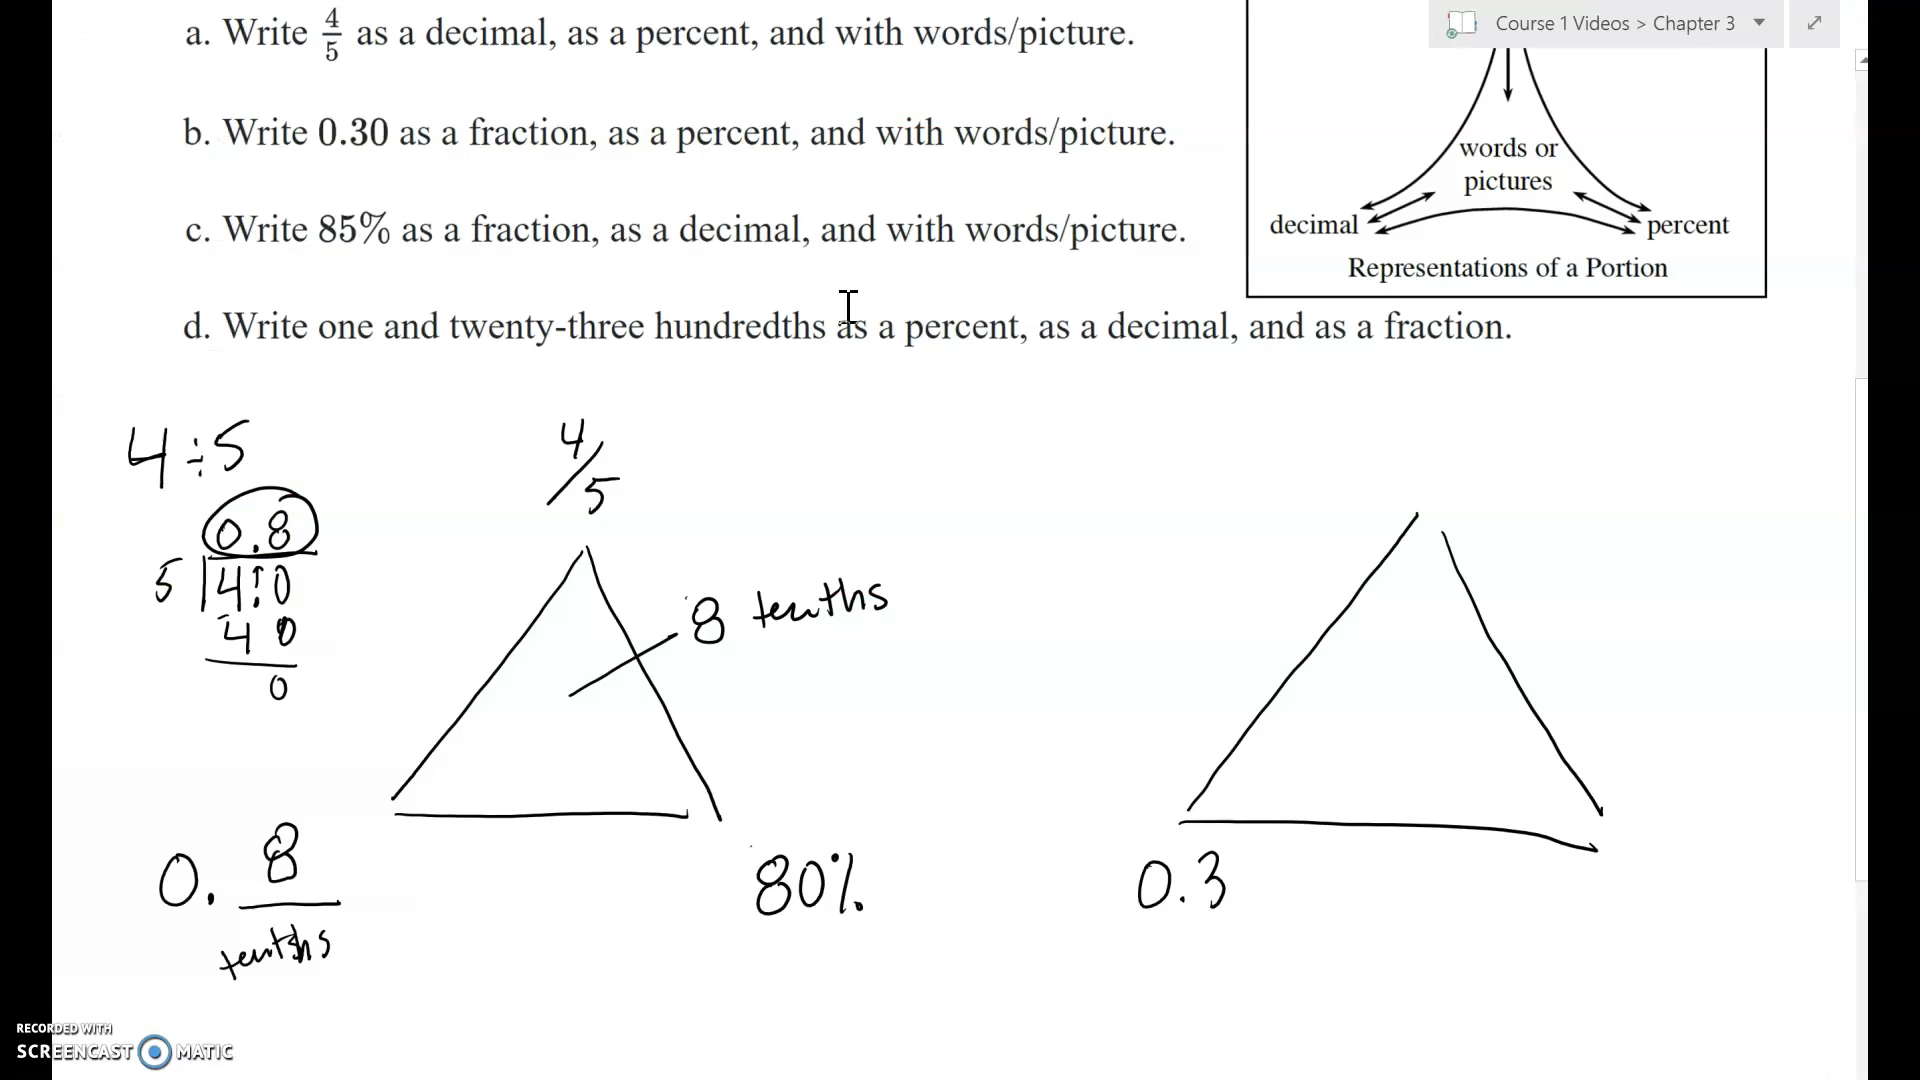 Course 1 Videos > Chapter 3
a. Write 4/5 as a decimal, as a percent, and with words/picture.
b. Write 0.30 as a fraction, as a percent, and with words/picture.
c. Write 85% as a fraction, as a decimal, and with words/picture.
d. Write one and twenty-three hundredths as a percent, as a decimal, and as a fraction.
words or
pictures
decimal
percent
Representations of a Portion
4÷5
0.8
5
4.0
4 0
0
0. 8
tenths
4/5
8 tenths
80%
0.3
RECORDED WITH
SCREENCAST MATIC